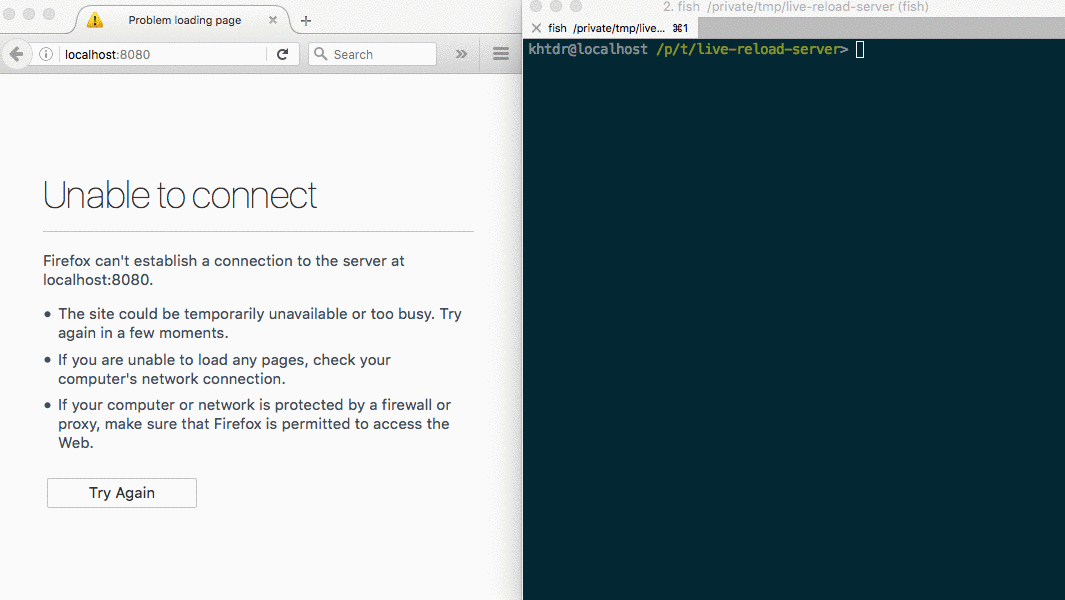 Problem loading page
localhost:8080
Search
Unable to connect
Firefox can't establish a connection to the server at
localhost:8080.
The site could be temporarily unavailable or too busy. Try
again in a few moments.
If you are unable to load any pages, check your
computer's network connection.
If your computer or network is protected by a firewall or
proxy, make sure that Firefox is permitted to access the
Web.
Try Again
2. fish /private/tmp/live-reload-server (fish)
fish /private/tmp/live... ⌘1
khtdr@localhost /p/t/live-reload-server>